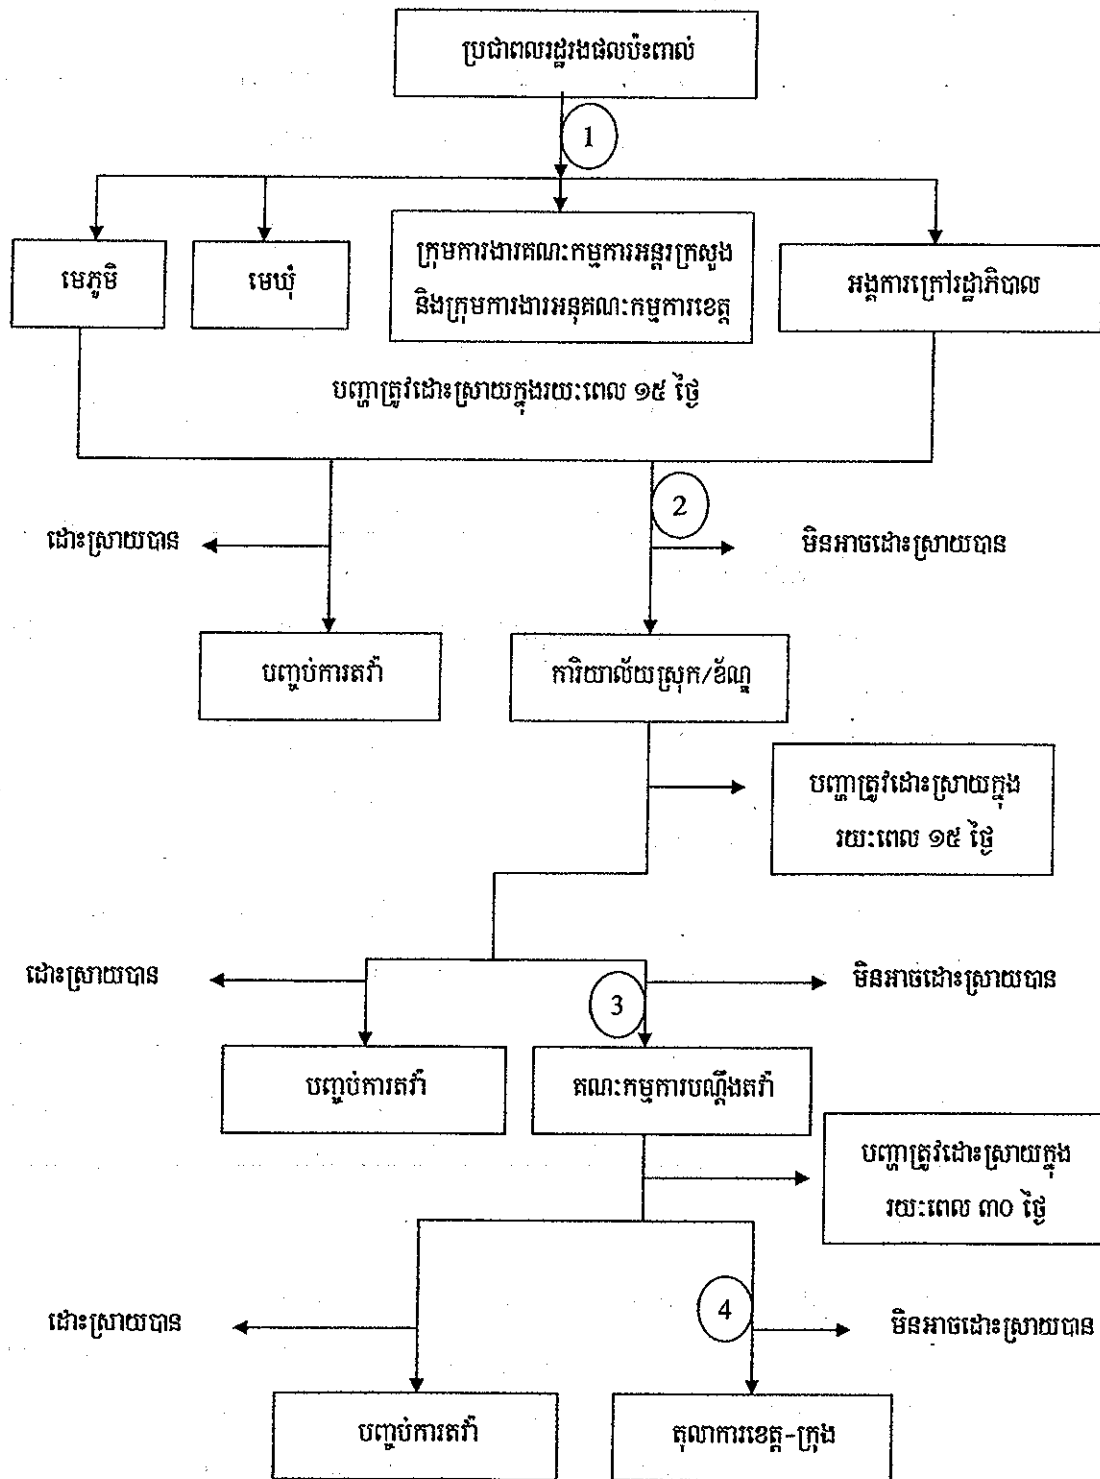 ប្រជាពលរដ្ឋរងផលប៉ះពាល់
1
មេភូមិ
មេឃុំ
ក្រុមការងារគណៈកម្មការអន្តរក្រសួង
និងក្រុមការងារអនុគណៈកម្មការខេត្ត
អង្គការក្រៅរដ្ឋាភិបាល
បញ្ហាត្រូវដោះស្រាយក្នុងរយៈពេល ១៥ ថ្ងៃ
2
ដោះស្រាយបាន
មិនអាចដោះស្រាយបាន
បញ្ចប់ការតវ៉ា
ការិយាល័យស្រុក/ខ័ណ្ឌ
បញ្ហាត្រូវដោះស្រាយក្នុង
រយៈពេល ១៥ ថ្ងៃ
ដោះស្រាយបាន
មិនអាចដោះស្រាយបាន
3
បញ្ចប់ការតវ៉ា
គណៈកម្មការបណ្តឹងតវ៉ា
បញ្ហាត្រូវដោះស្រាយក្នុង
រយៈពេល ៣០ ថ្ងៃ
4
ដោះស្រាយបាន
មិនអាចដោះស្រាយបាន
បញ្ចប់ការតវ៉ា
តុលាការខេត្ត-ក្រុង